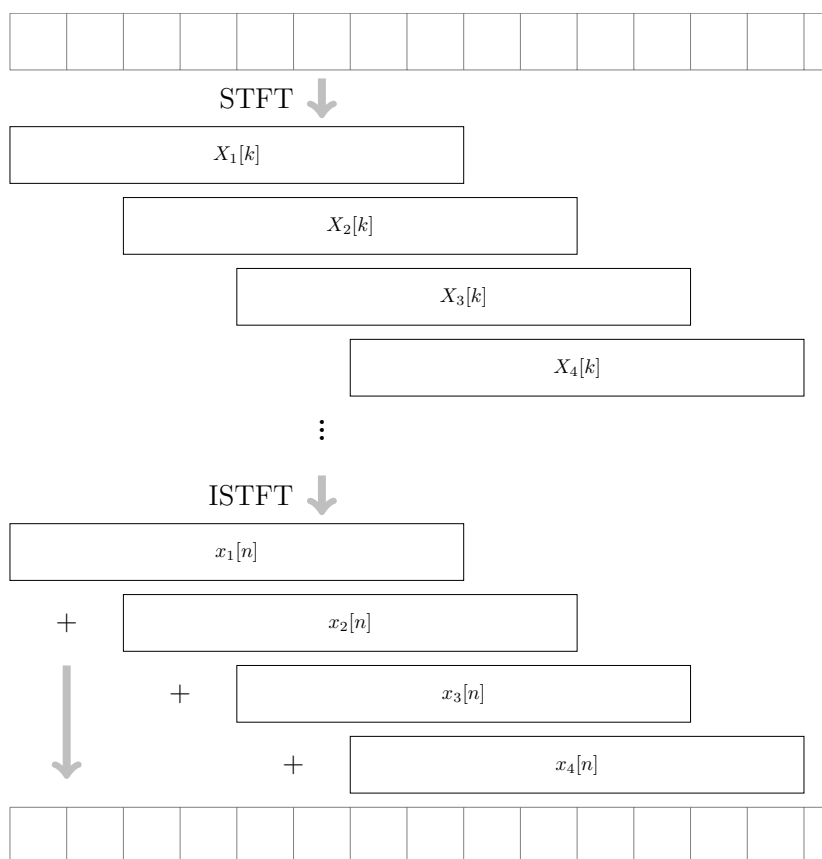 STFT
X₁[k]
X₂[k]
X₃[k]
X₄[k]
⋮
ISTFT
x₁[n]
+ x₂[n]
+ x₃[n]
+ x₄[n]